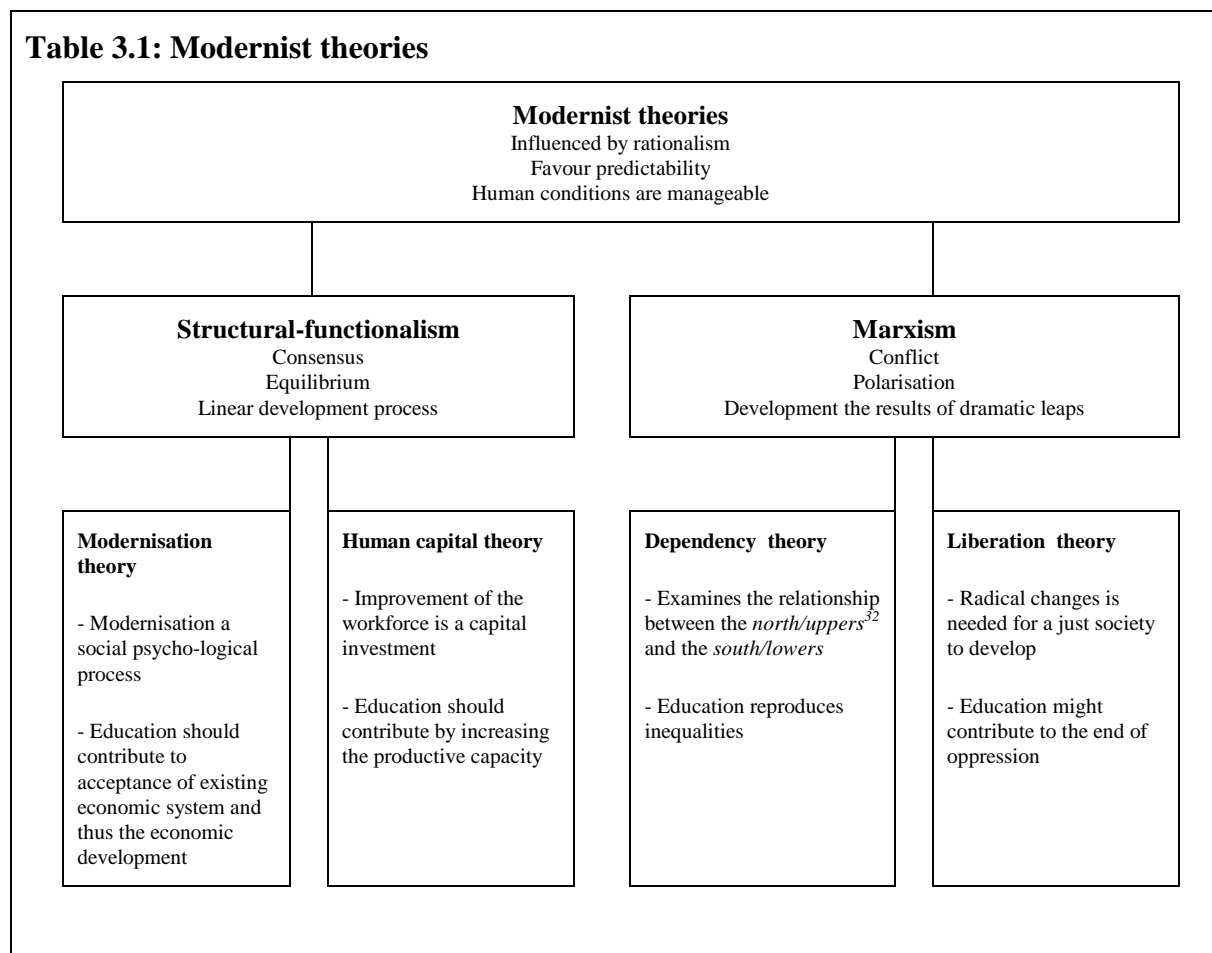 Table 3.1: Modernist theories
Modernist theories
Influenced by rationalism
Favour predictability
Human conditions are manageable
Structural-functionalism
Consensus
Equilibrium
Linear development process
Marxism
Conflict
Polarisation
Development the results of dramatic leaps
Modernisation
theory
- Modernisation a
social psycho-logical
process
- Education should
contribute to
acceptance of existing
economic system and
thus the economic
development
Human capital theory
- Improvement of the
workforce is a capital
investment
- Education should
contribute by increasing
the productive capacity
Dependency theory
- Examines the relationship
between the north/uppers32
and the south/lowers
- Education reproduces
inequalities
Liberation theory
- Radical changes is
needed for a just society
to develop
- Education might
contribute to the end of
oppression